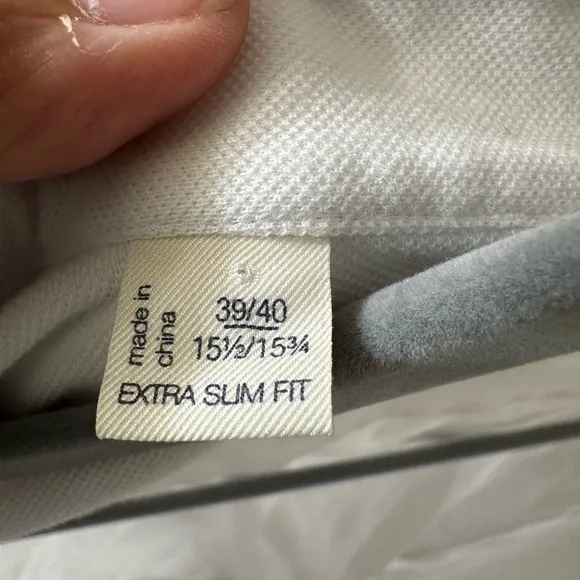 made in
china
39/40
15½/15¾
EXTRA SLIM FIT